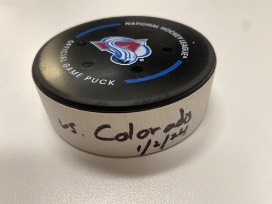 NATIONAL HOCKEY LEAGUE®
OFFICIAL GAME PUCK
vs. Colorado
1/2/24